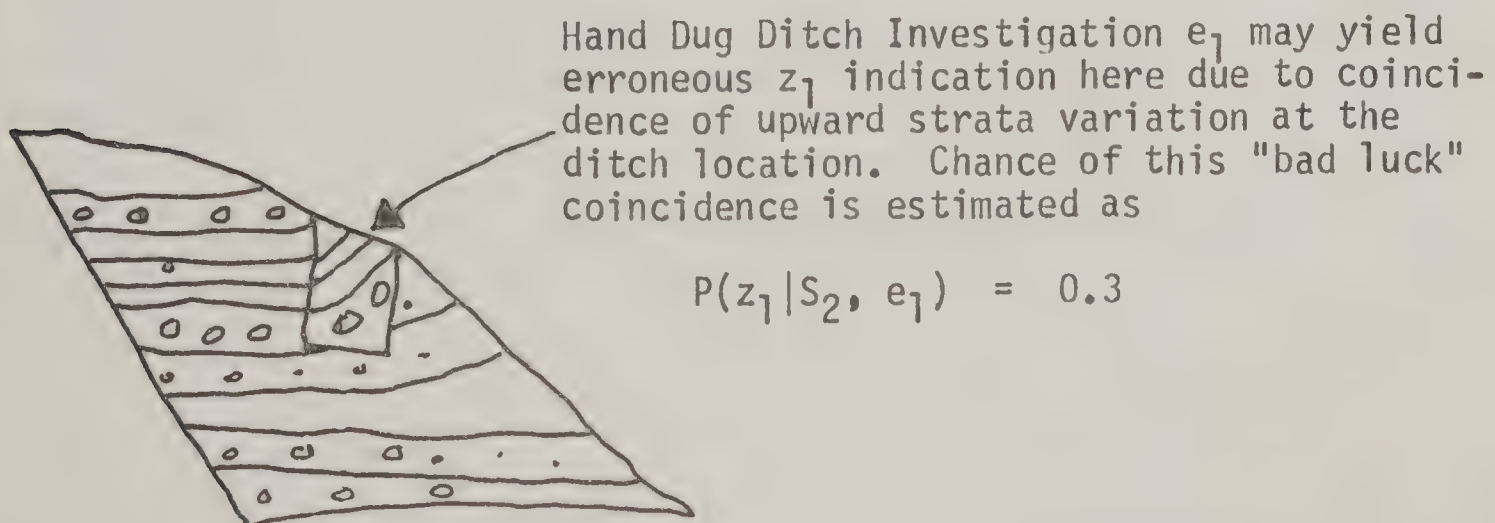 Hand Dug Ditch Investigation e₁ may yield
erroneous z₁ indication here due to coinci-
dence of upward strata variation at the
ditch location. Chance of this "bad luck"
coincidence is estimated as
P(z₁|S₂, e₁) = 0.3